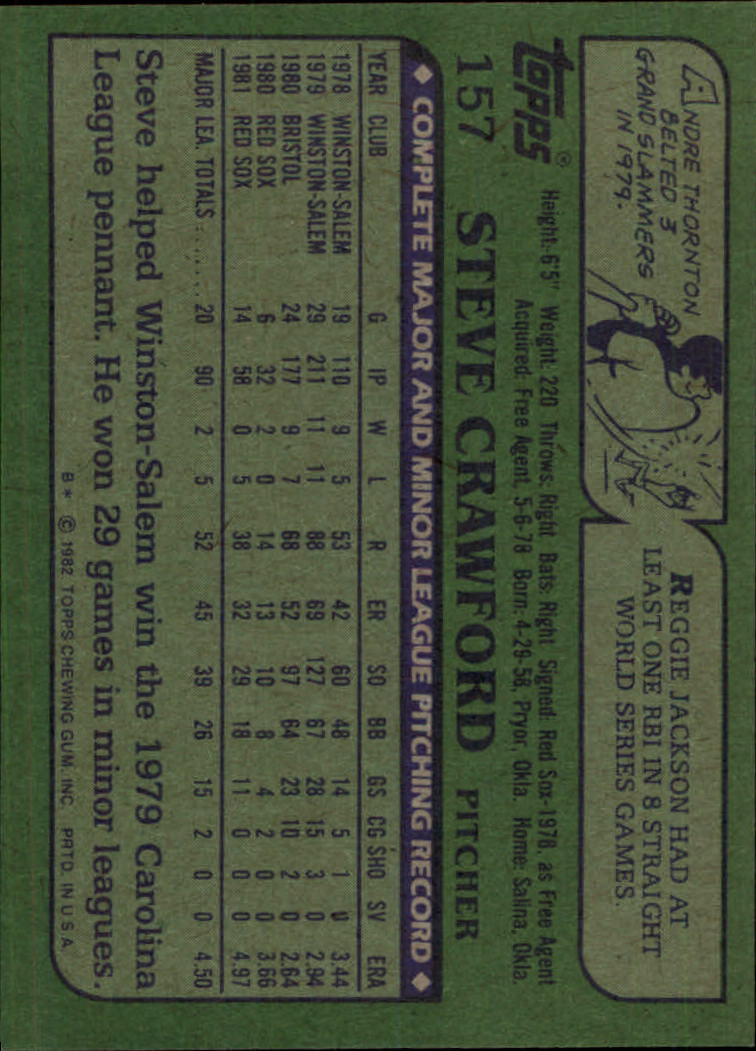 ANDRE THORNTON
BELTED 3
GRAND SLAMMERS
IN 1979.
REGGIE JACKSON HAD AT
LEAST ONE RBI IN 8 STRAIGHT
WORLD SERIES GAMES.
topps®
Height: 6'5" Weight: 220 Throws: Right Bats: Right Signed: Red Sox-1978, as Free Agent
Acquired: Free Agent, 5-6-78 Born: 4-29-58, Pryor, Okla. Home: Salina, Okla.
157 STEVE CRAWFORD PITCHER
◆ COMPLETE MAJOR AND MINOR LEAGUE PITCHING RECORD ◆
YEAR CLUB G IP W L R ER SO BB GS CG SHO SV ERA
1978 WINSTON-SALEM 19 110 9 5 53 42 60 48 14 5 1 0 3.44
1979 WINSTON-SALEM 29 211 11 11 88 69 127 67 28 15 3 0 2.94
1980 BRISTOL 24 177 9 7 68 52 97 64 23 10 2 0 2.64
1980 RED SOX 6 32 2 0 14 13 10 8 4 2 0 0 3.66
1981 RED SOX 14 58 0 5 38 32 29 18 11 0 0 0 4.97
MAJOR LEA. TOTALS ....... 20 90 2 5 52 45 39 26 15 2 0 0 4.50
Steve helped Winston-Salem win the 1979 Carolina
League pennant. He won 29 games in minor leagues.
B* © 1982 TOPPS CHEWING GUM, INC. PRTD. IN U.S.A.